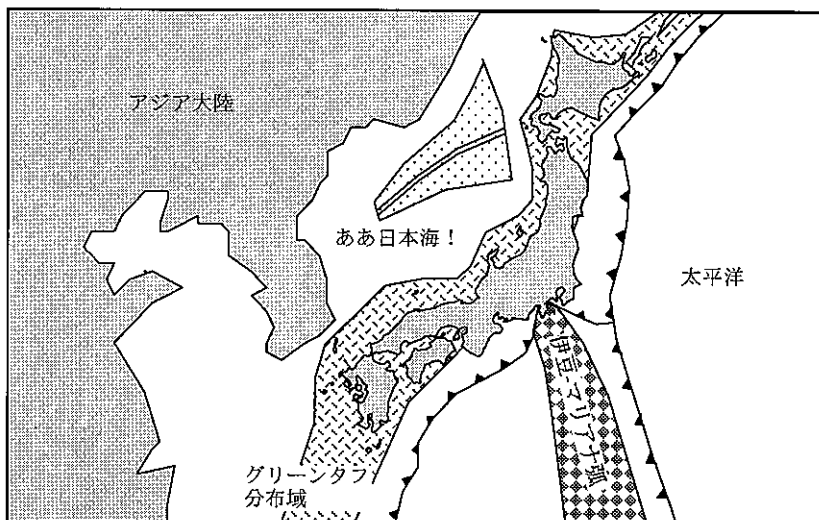 アジア大陸
ああ日本海！
太平洋
伊豆-マリアナ弧
グリーンタフ
分布域